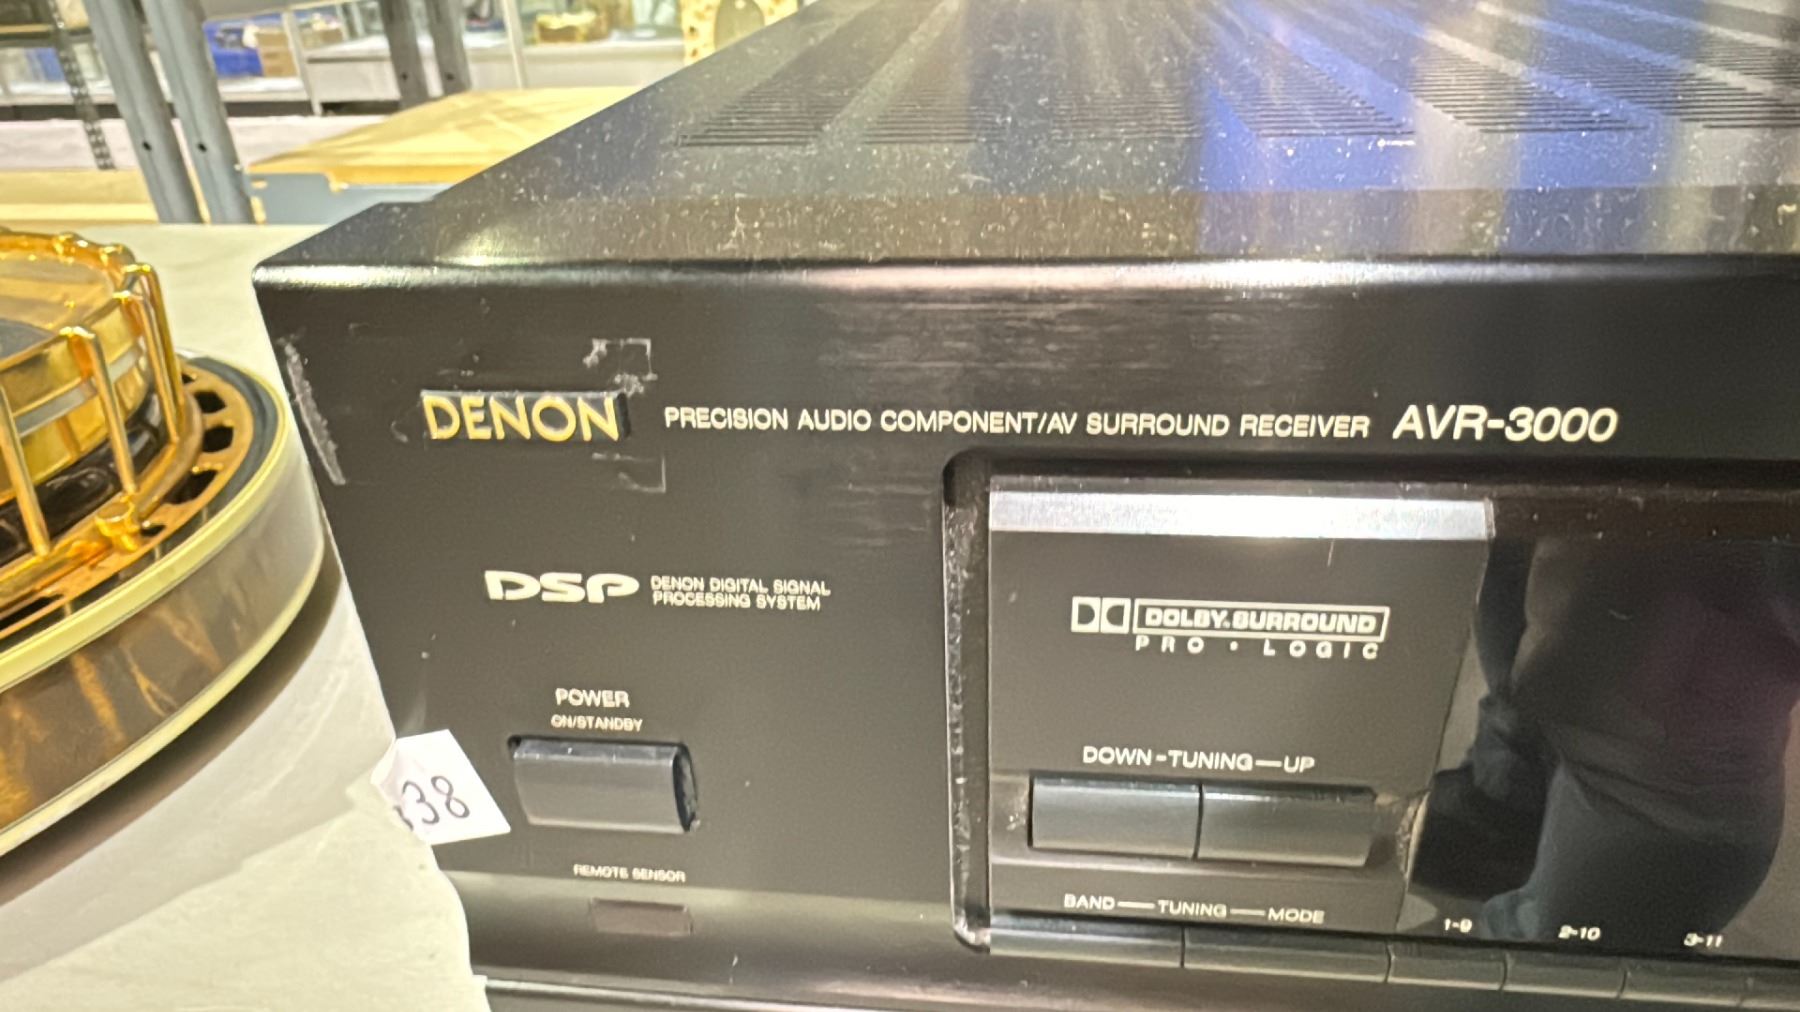 DENON PRECISION AUDIO COMPONENT/AV SURROUND RECEIVER AVR-3000
DSP DENON DIGITAL SIGNAL
PROCESSING SYSTEM
DOLBY SURROUND
PRO • LOGIC
POWER
ON/STANDBY
DOWN-TUNING-UP
38
REMOTE SENSOR
BAND — TUNING — MODE
1-9 2-10 3-11